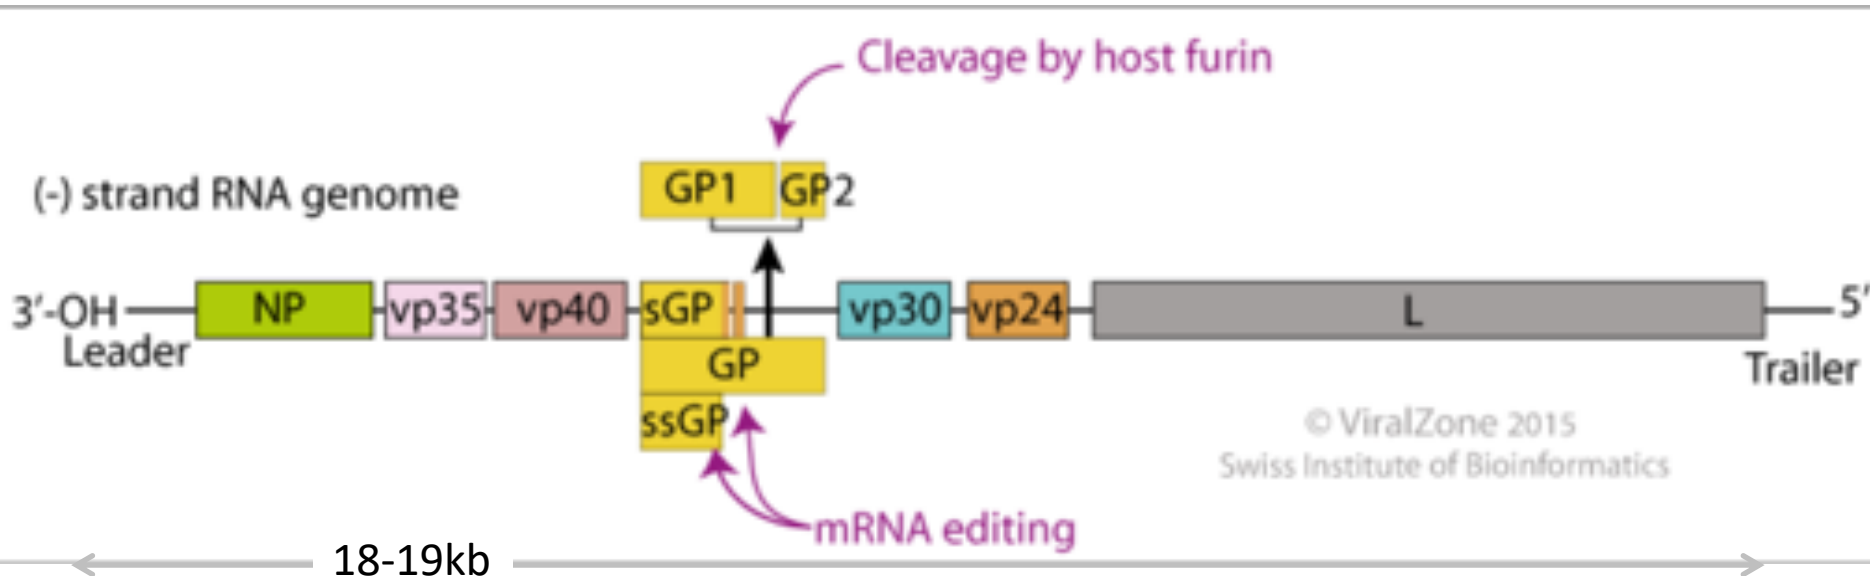 Cleavage by host furin
(-) strand RNA genome
GP1 GP2
3'-OH NP vp35 vp40 sGP vp30 vp24 L 5'
Leader
Trailer
GP
ssGP
© ViralZone 2015
Swiss Institute of Bioinformatics
mRNA editing
18-19kb